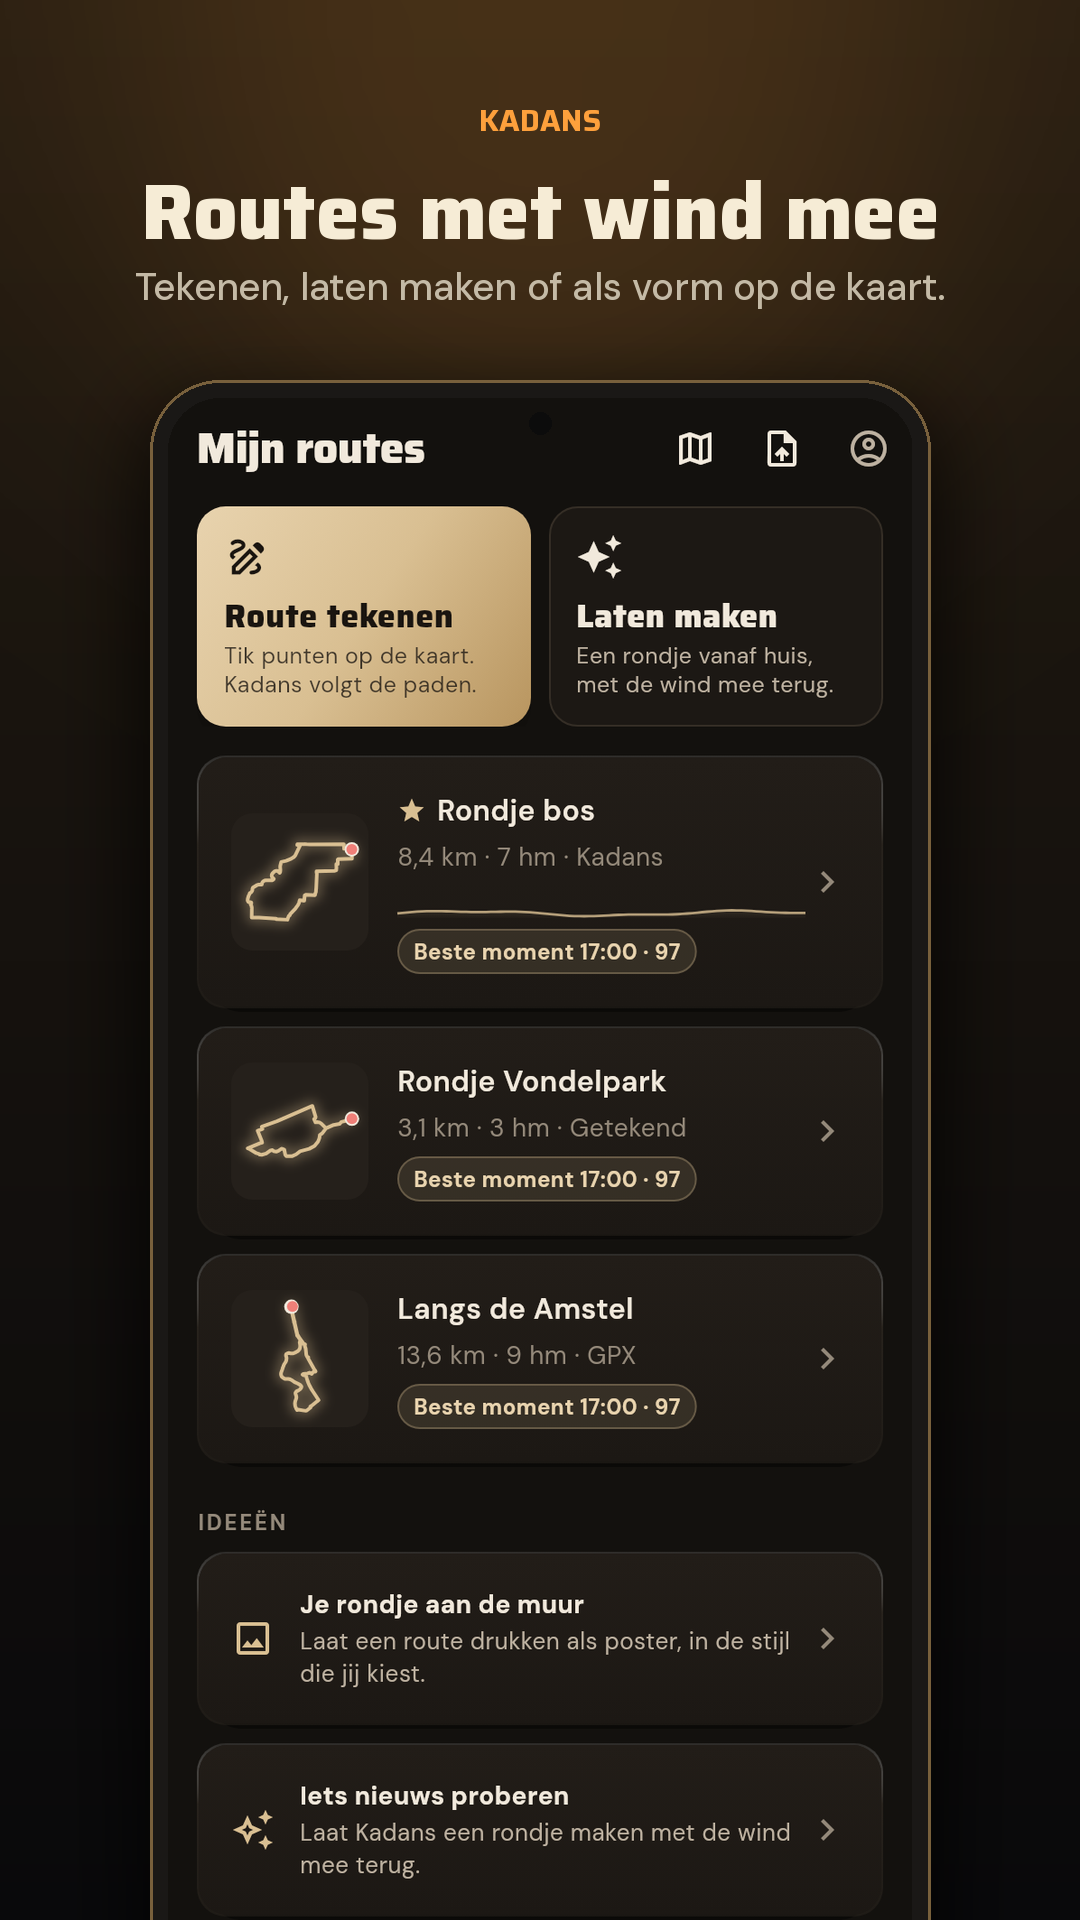 KADANS
Routes met wind mee
Tekenen, laten maken of als vorm op de kaart.
Mijn routes
Route tekenen
Tik punten op de kaart.
Kadans volgt de paden.
Laten maken
Een rondje vanaf huis,
met de wind mee terug.
Rondje bos
8,4 km · 7 hm · Kadans
Beste moment 17:00 · 97
Rondje Vondelpark
3,1 km · 3 hm · Getekend
Beste moment 17:00 · 97
Langs de Amstel
13,6 km · 9 hm · GPX
Beste moment 17:00 · 97
IDEEËN
Je rondje aan de muur
Laat een route drukken als poster, in de stijl
die jij kiest.
Iets nieuws proberen
Laat Kadans een rondje maken met de wind
mee terug.